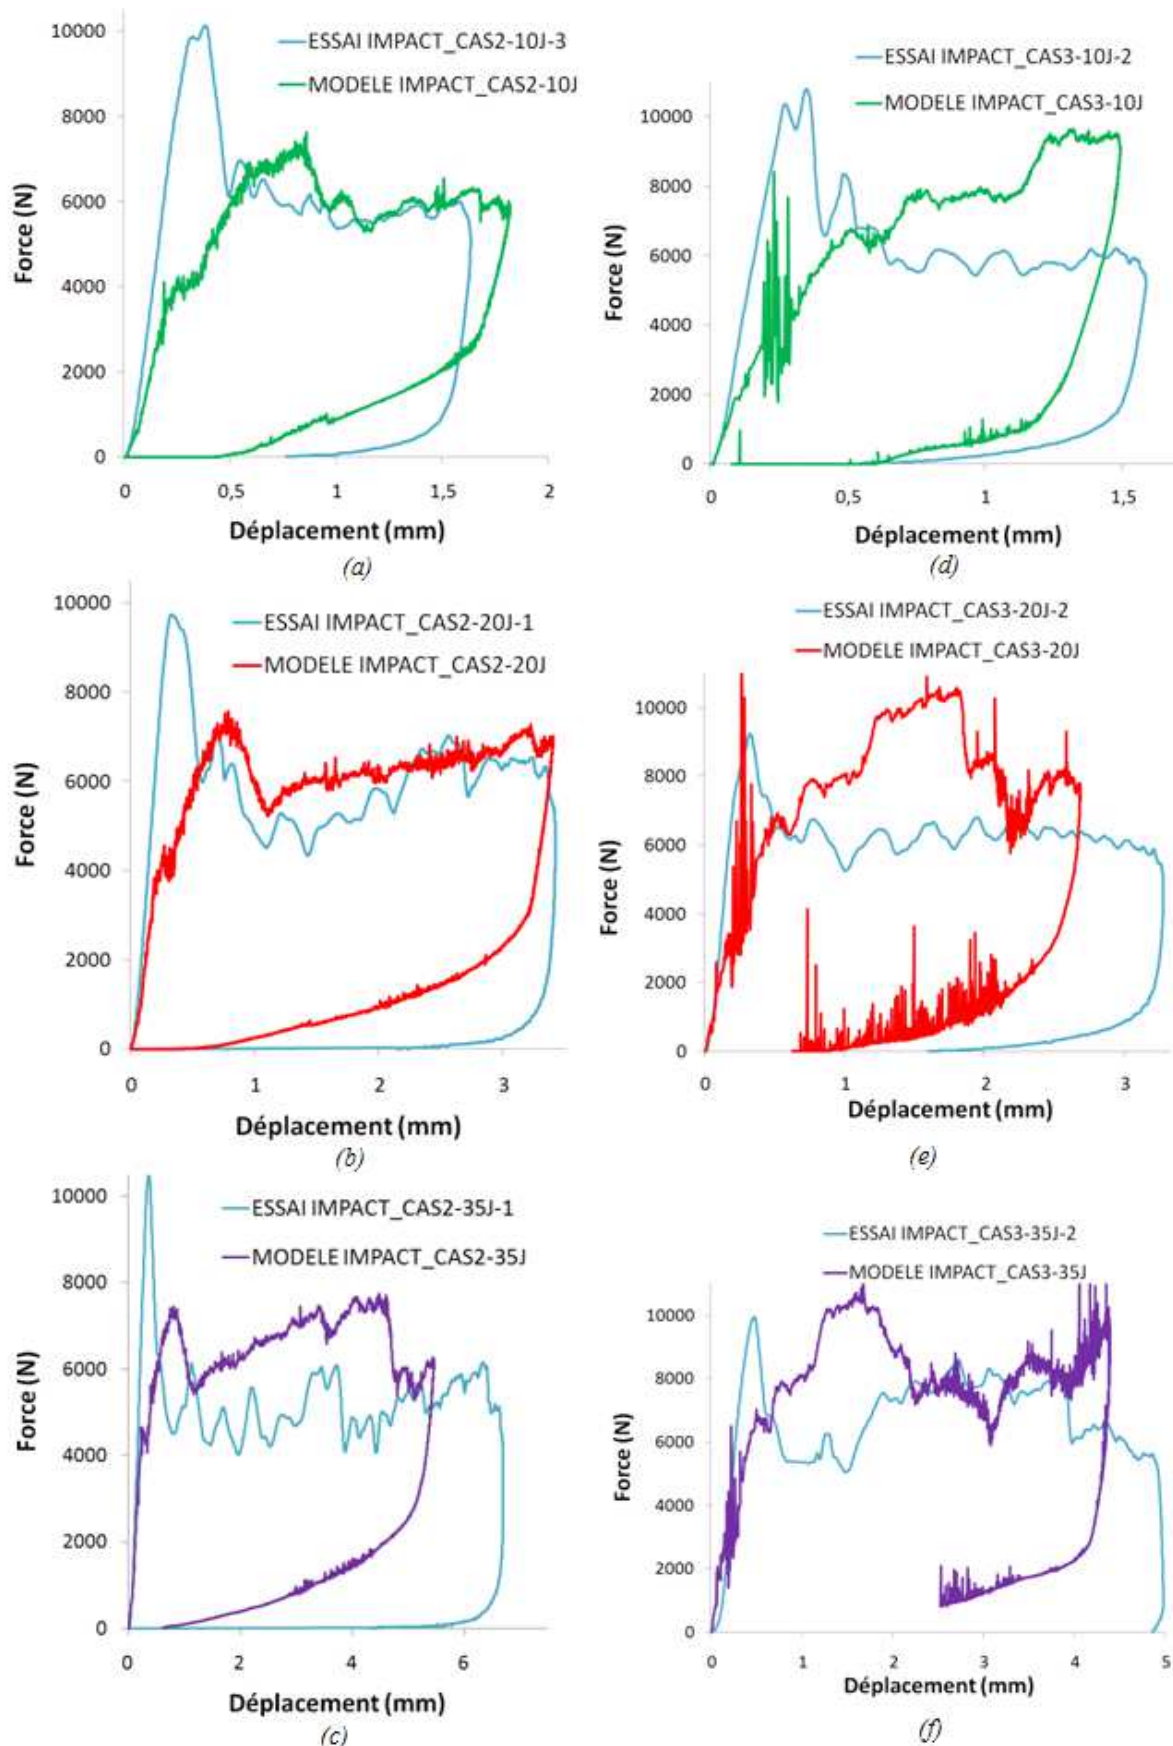 10000
8000
6000
4000
2000
0
Force (N)
ESSAI IMPACT_CAS2-10J-3
MODELE IMPACT_CAS2-10J
0 0,5 1 1,5 2
Déplacement (mm)
(a)
10000
8000
6000
4000
2000
0
Force (N)
ESSAI IMPACT_CAS3-10J-2
MODELE IMPACT_CAS3-10J
0 0,5 1 1,5
Déplacement (mm)
(d)
10000
8000
6000
4000
2000
0
Force (N)
ESSAI IMPACT_CAS2-20J-1
MODELE IMPACT_CAS2-20J
0 1 2 3
Déplacement (mm)
(b)
10000
8000
6000
4000
2000
0
Force (N)
ESSAI IMPACT_CAS3-20J-2
MODELE IMPACT_CAS3-20J
0 1 2 3
Déplacement (mm)
(e)
10000
8000
6000
4000
2000
0
Force (N)
ESSAI IMPACT_CAS2-35J-1
MODELE IMPACT_CAS2-35J
0 2 4 6
Déplacement (mm)
(c)
10000
8000
6000
4000
2000
0
Force (N)
ESSAI IMPACT_CAS3-35J-2
MODELE IMPACT_CAS3-35J
0 1 2 3 4 5
Déplacement (mm)
(f)